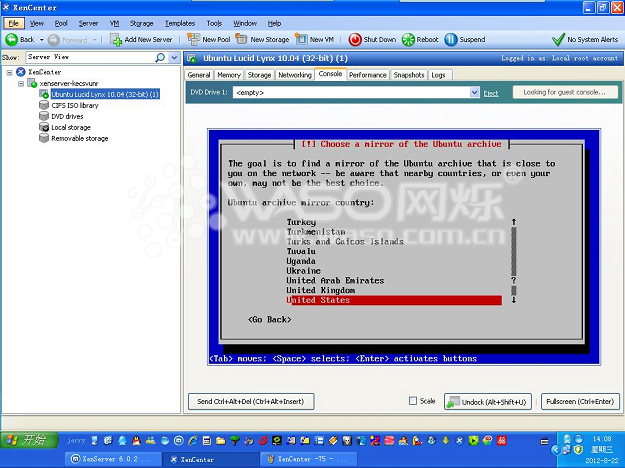 XenCenter
File View Pool Server VM Storage Templates Tools Window Help
Back Forward Add New Server New Pool New Storage New VM Shut Down Reboot Suspend No System Alerts
Show: Server View
Ubuntu Lucid Lynx 10.04 (32-bit) (1) Logged in as: Local root account
XenCenter
xenserver-kecsvunr
Ubuntu Lucid Lynx 10.04 (32-bit) (1)
CIFS ISO library
DVD drives
Local storage
Removable storage
General Memory Storage Networking Console Performance Snapshots Logs
DVD Drive 1: <empty> Eject Looking for guest console...
[!] Choose a mirror of the Ubuntu archive
The goal is to find a mirror of the Ubuntu archive that is close to
you on the network -- be aware that nearby countries, or even your
own, may not be the best choice.
Ubuntu archive mirror country:
Turkey ↑
Turkmenistan
Turks and Caicos Islands
Tuvalu
Uganda
Ukraine
United Arab Emirates ?
United Kingdom
United States ↓
<Go Back>
<Tab> moves; <Space> selects; <Enter> activates buttons
WASO网烁
www.waso.com.cn
Send Ctrl+Alt+Del (Ctrl+Alt+Insert) Scale Undock (Alt+Shift+U) Fullscreen (Ctrl+Enter)
开始 jerry
XenServer 6.0.2 ... XenCenter XenCenter -T5 - ...
14:08
星期三
2012-8-22